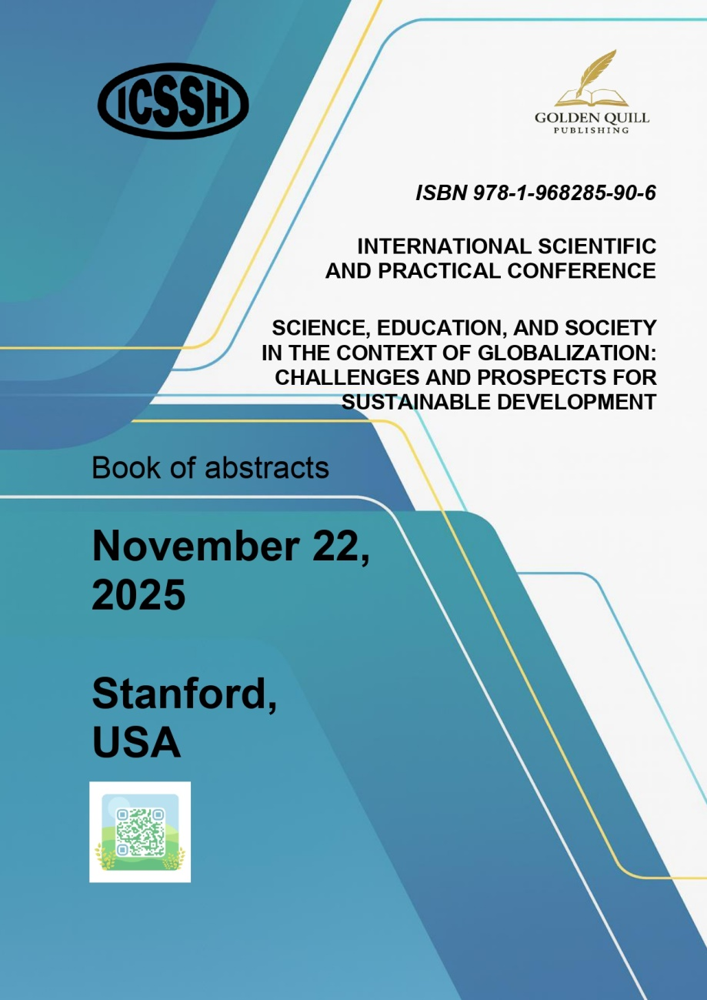 ICSSH
GOLDEN QUILL
PUBLISHING
ISBN 978-1-968285-90-6
INTERNATIONAL SCIENTIFIC
AND PRACTICAL CONFERENCE
SCIENCE, EDUCATION, AND SOCIETY
IN THE CONTEXT OF GLOBALIZATION:
CHALLENGES AND PROSPECTS FOR
SUSTAINABLE DEVELOPMENT
Book of abstracts
November 22,
2025
Stanford,
USA